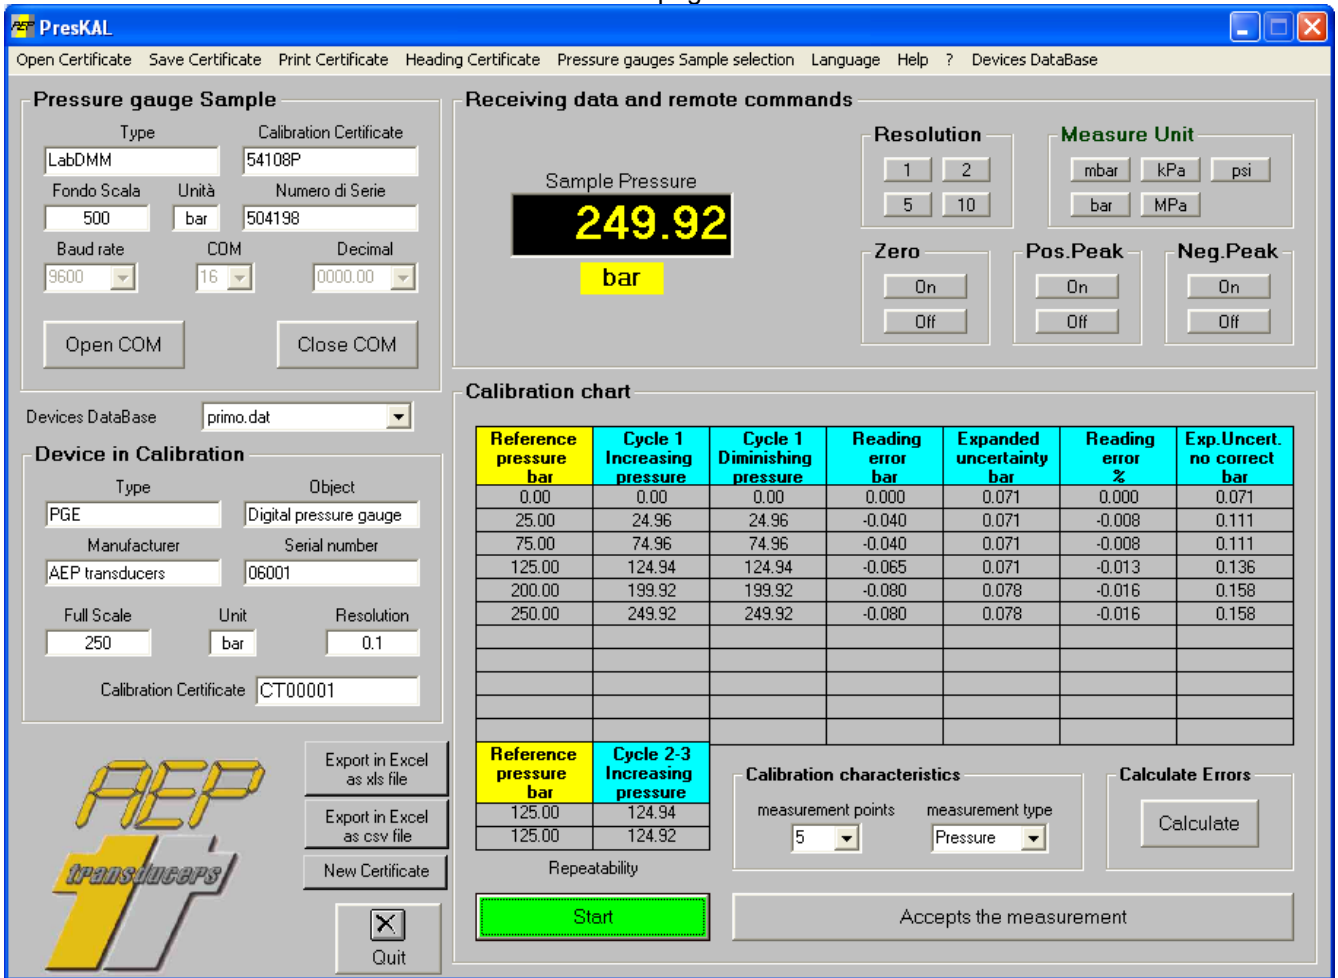 PresKAL
Open Certificate Save Certificate Print Certificate Heading Certificate Pressure gauges Sample selection Language Help ? Devices DataBase
Pressure gauge Sample
Type Calibration Certificate
LabDMM 54108P
Fondo Scala Unità Numero di Serie
500 bar 504198
Baud rate COM Decimal
9600 16 0000.00
Open COM Close COM
Devices DataBase primo.dat
Device in Calibration
Type Object
PGE Digital pressure gauge
Manufacturer Serial number
AEP transducers 06001
Full Scale Unit Resolution
250 bar 0.1
Calibration Certificate CT00001
AEP
transducers
Export in Excel
as xls file
Export in Excel
as csv file
New Certificate
Quit
Receiving data and remote commands
Sample Pressure
249.92
bar
Resolution
1 2
5 10
Measure Unit
mbar kPa psi
bar MPa
Zero
On
Off
Pos.Peak
On
Off
Neg.Peak
On
Off
Calibration chart
Reference Cycle 1 Cycle 1 Reading Expanded Reading Exp.Uncert.
pressure Increasing Diminishing error uncertainty error no correct
bar pressure pressure bar bar % bar
0.00 0.00 0.00 0.000 0.071 0.000 0.071
25.00 24.96 24.96 -0.040 0.071 -0.008 0.111
75.00 74.96 74.96 -0.040 0.071 -0.008 0.111
125.00 124.94 124.94 -0.065 0.071 -0.013 0.136
200.00 199.92 199.92 -0.080 0.078 -0.016 0.158
250.00 249.92 249.92 -0.080 0.078 -0.016 0.158
Reference Cycle 2-3
pressure Increasing
bar pressure
125.00 124.94
125.00 124.92
Repeatability
Calibration characteristics
measurement points measurement type
5 Pressure
Calculate Errors
Calculate
Start
Accepts the measurement